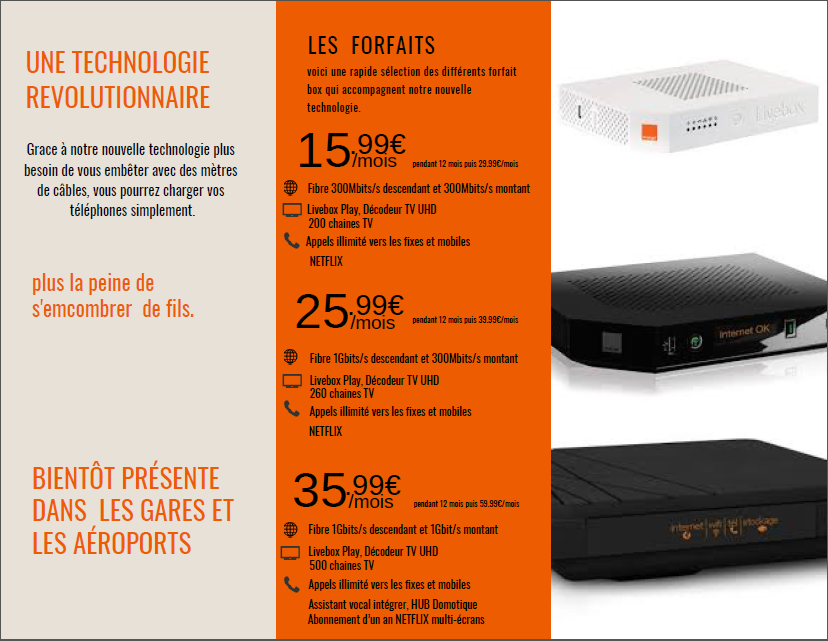 UNE TECHNOLOGIE
REVOLUTIONNAIRE
Grace à notre nouvelle technologie plus
besoin de vous embêter avec des mètres
de câbles, vous pourrez charger vos
téléphones simplement.
plus la peine de
s'emcombrer de fils.
BIENTÔT PRÉSENTE
DANS LES GARES ET
LES AÉROPORTS
LES FORFAITS
voici une rapide sélection des différents forfait
box qui accompagnent notre nouvelle
technologie.
15.99€
/mois pendant 12 mois puis 29.99€/mois
Fibre 300Mbits/s descendant et 300Mbits/s montant
Livebox Play, Décodeur TV UHD
200 chaines TV
Appels illimité vers les fixes et mobiles
NETFLIX
25.99€
/mois pendant 12 mois puis 39.99€/mois
Fibre 1Gbits/s descendant et 300Mbits/s montant
Livebox Play, Décodeur TV UHD
260 chaines TV
Appels illimité vers les fixes et mobiles
NETFLIX
35.99€
/mois pendant 12 mois puis 59.99€/mois
Fibre 1Gbits/s descendant et 1Gbit/s montant
Livebox Play, Décodeur TV UHD
500 chaines TV
Appels illimité vers les fixes et mobiles
Assistant vocal intégrer, HUB Domotique
Abonnement d'un an NETFLIX multi-écrans
Livebox
Internet OK
internet wifi tél stockage